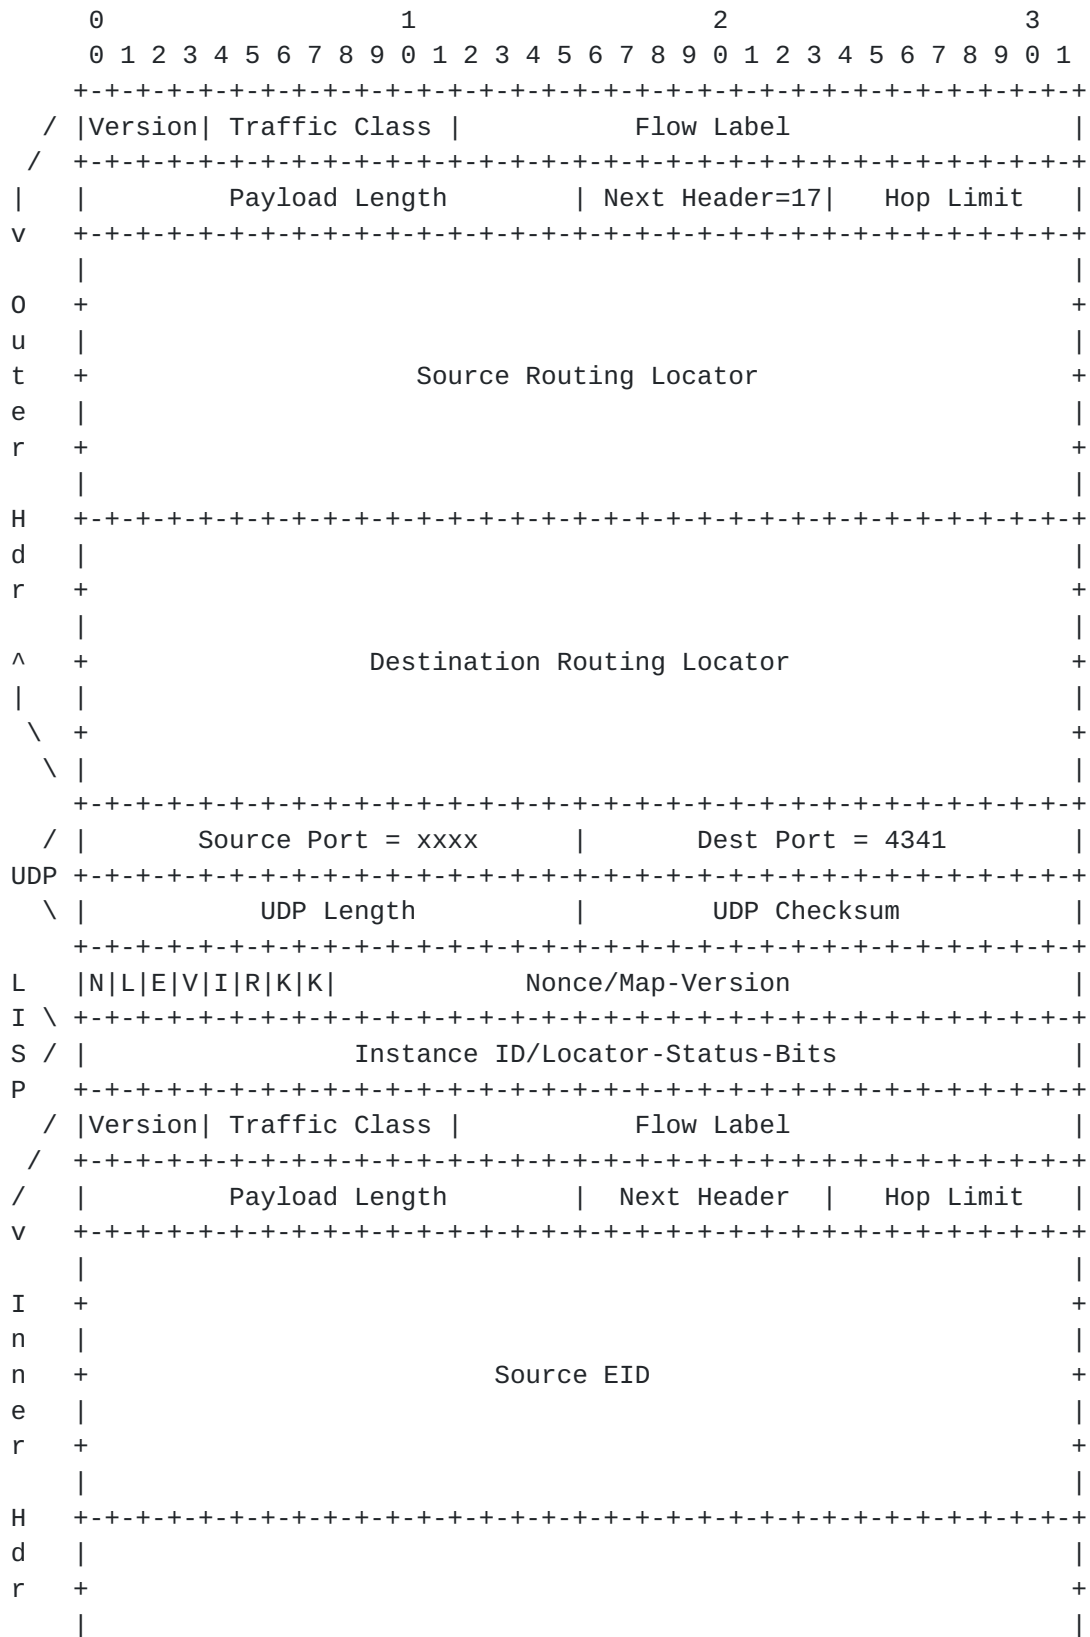 0                   1                   2                   3
     0 1 2 3 4 5 6 7 8 9 0 1 2 3 4 5 6 7 8 9 0 1 2 3 4 5 6 7 8 9 0 1
    +-+-+-+-+-+-+-+-+-+-+-+-+-+-+-+-+-+-+-+-+-+-+-+-+-+-+-+-+-+-+-+-+
  / |Version| Traffic Class |           Flow Label                  |
 /  +-+-+-+-+-+-+-+-+-+-+-+-+-+-+-+-+-+-+-+-+-+-+-+-+-+-+-+-+-+-+-+-+
|   |         Payload Length        | Next Header=17|   Hop Limit   |
v   +-+-+-+-+-+-+-+-+-+-+-+-+-+-+-+-+-+-+-+-+-+-+-+-+-+-+-+-+-+-+-+-+
    |                                                               |
O   +                                                               +
u   |                                                               |
t   +                     Source Routing Locator                    +
e   |                                                               |
r   +                                                               +
    |                                                               |
H   +-+-+-+-+-+-+-+-+-+-+-+-+-+-+-+-+-+-+-+-+-+-+-+-+-+-+-+-+-+-+-+-+
d   |                                                               |
r   +                                                               +
    |                                                               |
^   +                  Destination Routing Locator                  +
|   |                                                               |
 \  +                                                               +
  \ |                                                               |
    +-+-+-+-+-+-+-+-+-+-+-+-+-+-+-+-+-+-+-+-+-+-+-+-+-+-+-+-+-+-+-+-+
  / |       Source Port = xxxx      |       Dest Port = 4341        |
UDP +-+-+-+-+-+-+-+-+-+-+-+-+-+-+-+-+-+-+-+-+-+-+-+-+-+-+-+-+-+-+-+-+
  \ |           UDP Length          |        UDP Checksum           |
    +-+-+-+-+-+-+-+-+-+-+-+-+-+-+-+-+-+-+-+-+-+-+-+-+-+-+-+-+-+-+-+-+
L   |N|L|E|V|I|R|K|K|            Nonce/Map-Version                  |
I \ +-+-+-+-+-+-+-+-+-+-+-+-+-+-+-+-+-+-+-+-+-+-+-+-+-+-+-+-+-+-+-+-+
S / |                 Instance ID/Locator-Status-Bits               |
P   +-+-+-+-+-+-+-+-+-+-+-+-+-+-+-+-+-+-+-+-+-+-+-+-+-+-+-+-+-+-+-+-+
  / |Version| Traffic Class |           Flow Label                  |
 /  +-+-+-+-+-+-+-+-+-+-+-+-+-+-+-+-+-+-+-+-+-+-+-+-+-+-+-+-+-+-+-+-+
/   |         Payload Length        |  Next Header  |   Hop Limit   |
v   +-+-+-+-+-+-+-+-+-+-+-+-+-+-+-+-+-+-+-+-+-+-+-+-+-+-+-+-+-+-+-+-+
    |                                                               |
I   +                                                               +
n   |                                                               |
n   +                          Source EID                           +
e   |                                                               |
r   +                                                               +
    |                                                               |
H   +-+-+-+-+-+-+-+-+-+-+-+-+-+-+-+-+-+-+-+-+-+-+-+-+-+-+-+-+-+-+-+-+
d   |                                                               |
r   +                                                               +
    |                                                               |